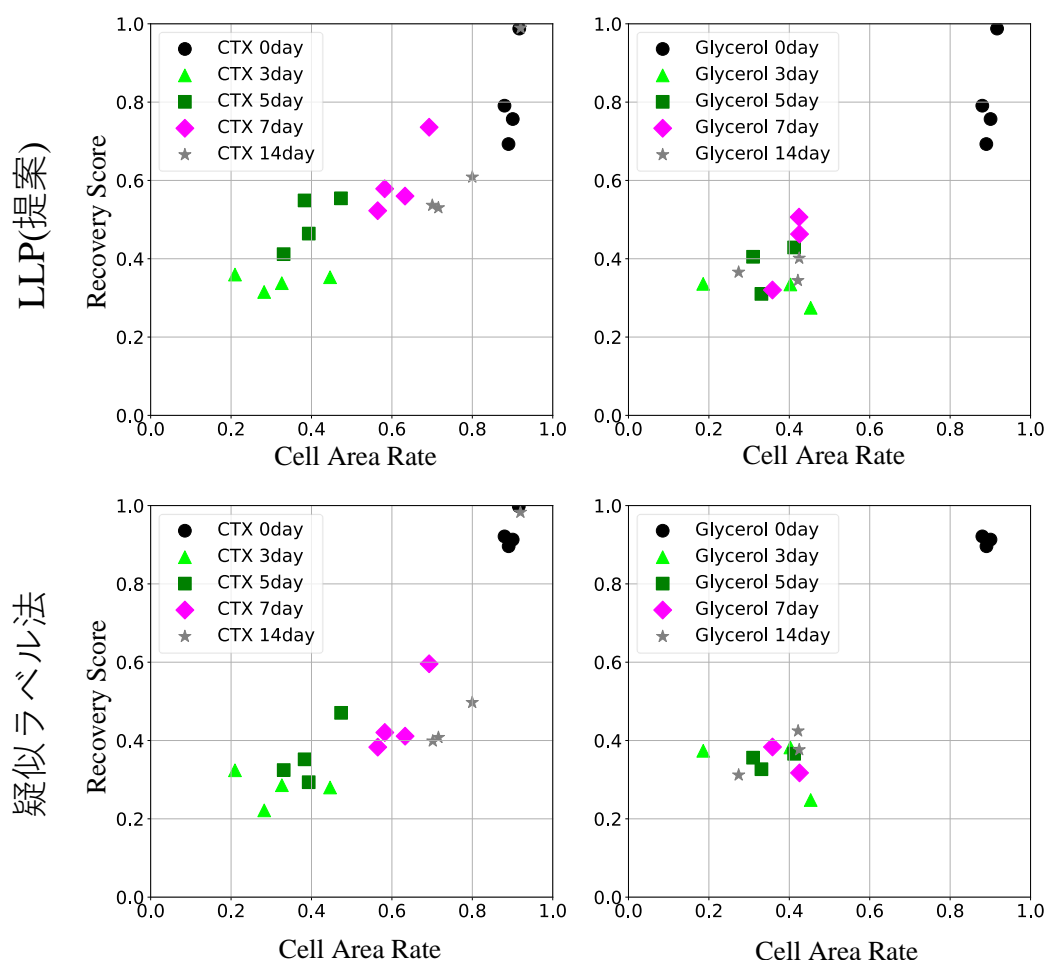 LLP(提案)
Recovery Score
1.0
0.8
0.6
0.4
0.2
0.0
CTX 0day
CTX 3day
CTX 5day
CTX 7day
CTX 14day
0.0 0.2 0.4 0.6 0.8 1.0
Cell Area Rate
1.0
0.8
0.6
0.4
0.2
0.0
Glycerol 0day
Glycerol 3day
Glycerol 5day
Glycerol 7day
Glycerol 14day
0.0 0.2 0.4 0.6 0.8 1.0
Cell Area Rate
疑似ラベル法
Recovery Score
1.0
0.8
0.6
0.4
0.2
0.0
CTX 0day
CTX 3day
CTX 5day
CTX 7day
CTX 14day
0.0 0.2 0.4 0.6 0.8 1.0
Cell Area Rate
1.0
0.8
0.6
0.4
0.2
0.0
Glycerol 0day
Glycerol 3day
Glycerol 5day
Glycerol 7day
Glycerol 14day
0.0 0.2 0.4 0.6 0.8 1.0
Cell Area Rate